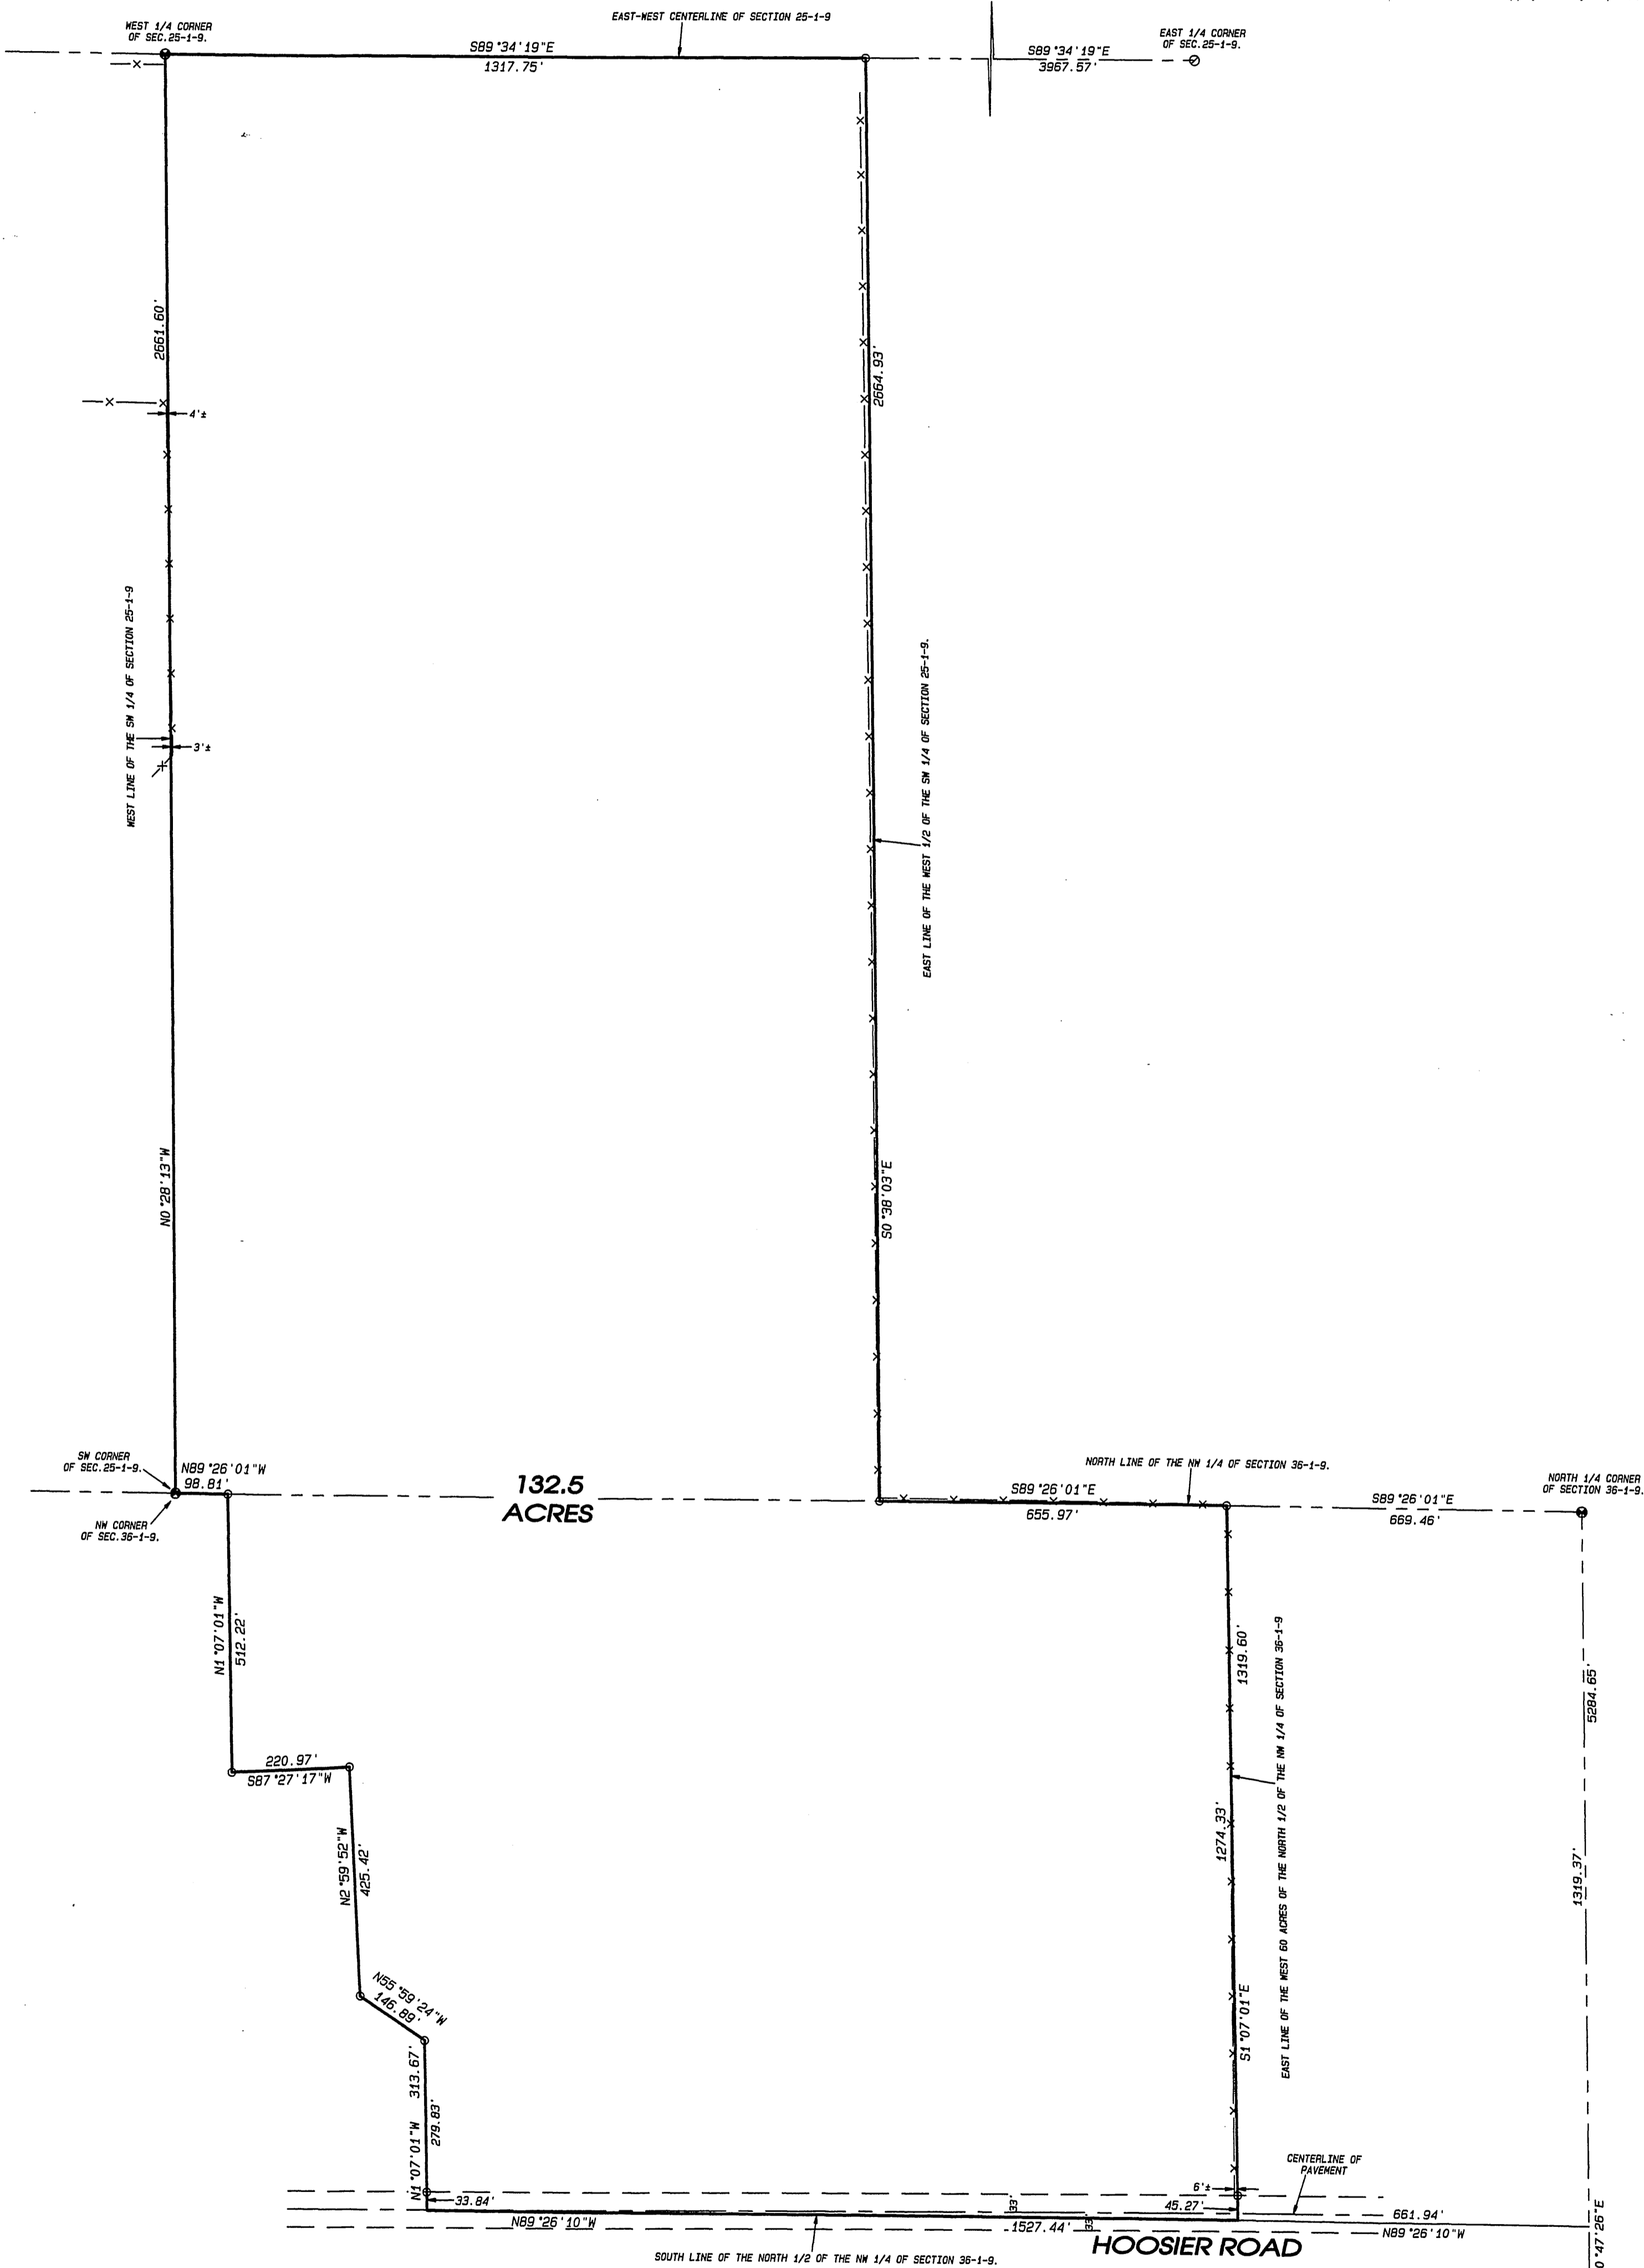 EAST-WEST CENTERLINE OF SECTION 25-1-9
WEST 1/4 CORNER
OF SEC.25-1-9.
S89°34'19"E
1317.75'
S89°34'19"E
3967.57'
EAST 1/4 CORNER
OF SEC.25-1-9.
2661.60'
4'±
2664.93'
WEST LINE OF THE SW 1/4 OF SECTION 25-1-9
3'±
EAST LINE OF THE WEST 1/2 OF THE SW 1/4 OF SECTION 25-1-9.
N0°28'13"W
S0°38'03"E
SW CORNER
OF SEC.25-1-9.
N89°26'01"W
98.81'
NW CORNER
OF SEC.36-1-9.
132.5
ACRES
NORTH LINE OF THE NW 1/4 OF SECTION 36-1-9.
S89°26'01"E
655.97'
S89°26'01"E
669.46'
NORTH 1/4 CORNER
OF SECTION 36-1-9.
N1°07'01"W
512.22'
1319.60'
EAST LINE OF THE WEST 60 ACRES OF THE NORTH 1/2 OF THE NW 1/4 OF SECTION 36-1-9
5284.65'
220.97'
S87°27'17"W
1274.33'
N2°59'52"W
425.42'
1319.37'
N55°59'24"W
146.89'
S1°07'01"E
N1°07'01"W 313.67'
279.83'
CENTERLINE OF
PAVEMENT
6'±
33.84'
33'
45.27'
661.94'
N89°26'10"W
1527.44'
33'
N89°26'10"W
0°47'26"E
HOOSIER ROAD
SOUTH LINE OF THE NORTH 1/2 OF THE NW 1/4 OF SECTION 36-1-9.